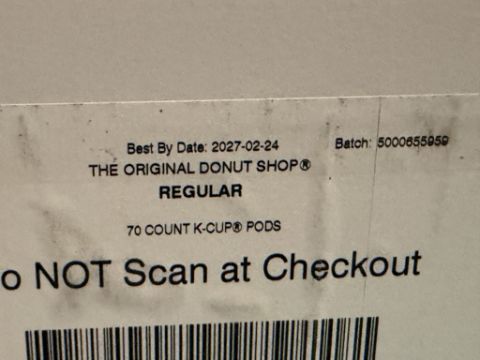 Best By Date: 2027-02-24 Batch: 5000655959
THE ORIGINAL DONUT SHOP®
REGULAR
70 COUNT K-CUP® PODS
o NOT Scan at Checkout